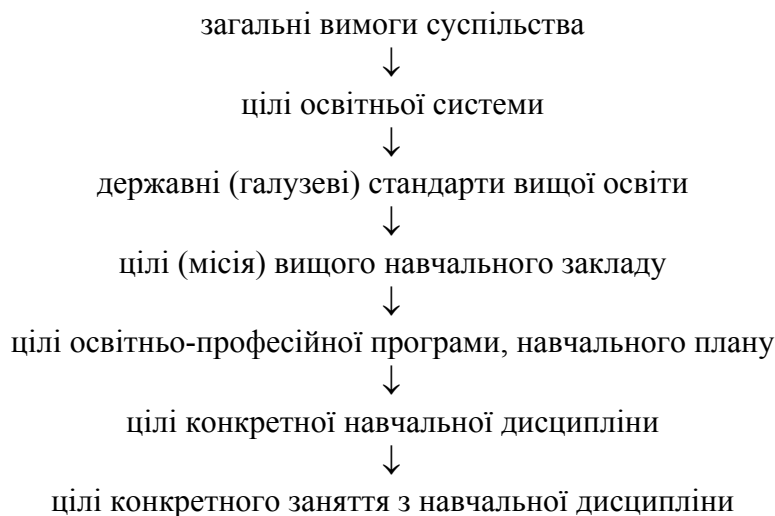 загальні вимоги суспільства
↓
цілі освітньої системи
↓
державні (галузеві) стандарти вищої освіти
↓
цілі (місія) вищого навчального закладу
↓
цілі освітньо-професійної програми, навчального плану
↓
цілі конкретної навчальної дисципліни
↓
цілі конкретного заняття з навчальної дисципліни